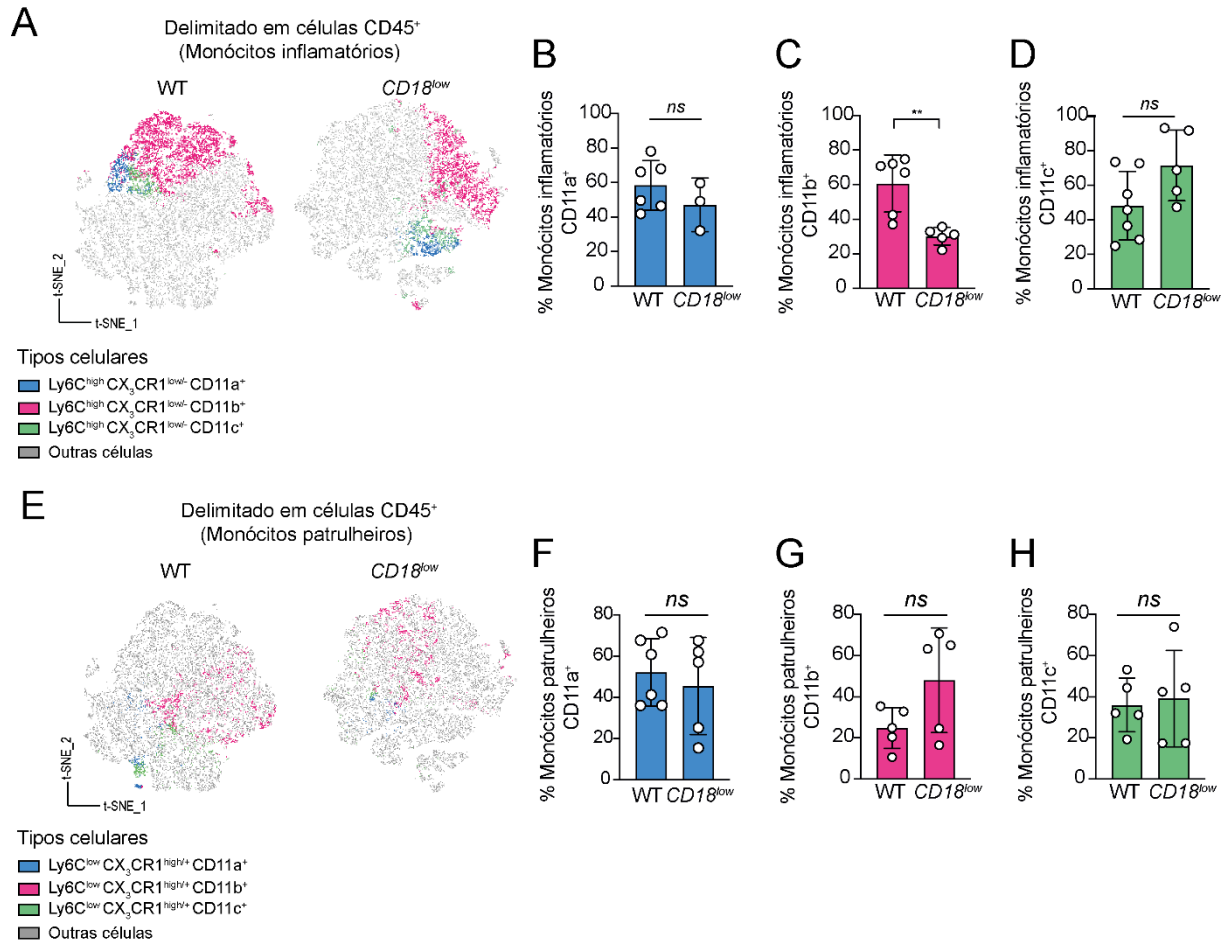 A
Delimitado em células CD45⁺
(Monócitos inflamatórios)
WT
CD18ˡᵒʷ
t-SNE_2
t-SNE_1
Tipos celulares
Ly6Cʰⁱᵍʰ CX₃CR1ˡᵒʷ/⁻ CD11a⁺
Ly6Cʰⁱᵍʰ CX₃CR1ˡᵒʷ/⁻ CD11b⁺
Ly6Cʰⁱᵍʰ CX₃CR1ˡᵒʷ/⁻ CD11c⁺
Outras células
B
% Monócitos inflamatórios
CD11a⁺
ns
100
80
60
40
20
0
WT CD18ˡᵒʷ
C
% Monócitos inflamatórios
CD11b⁺
**
100
80
60
40
20
0
WT CD18ˡᵒʷ
D
% Monócitos inflamatórios
CD11c⁺
ns
100
80
60
40
20
0
WT CD18ˡᵒʷ
E
Delimitado em células CD45⁺
(Monócitos patrulheiros)
WT
CD18ˡᵒʷ
t-SNE_2
t-SNE_1
Tipos celulares
Ly6Cˡᵒʷ CX₃CR1ʰⁱᵍʰ/⁺ CD11a⁺
Ly6Cˡᵒʷ CX₃CR1ʰⁱᵍʰ/⁺ CD11b⁺
Ly6Cˡᵒʷ CX₃CR1ʰⁱᵍʰ/⁺ CD11c⁺
Outras células
F
% Monócitos patrulheiros
CD11a⁺
ns
80
60
40
20
0
WT CD18ˡᵒʷ
G
% Monócitos patrulheiros
CD11b⁺
ns
80
60
40
20
0
WT CD18ˡᵒʷ
H
% Monócitos patrulheiros
CD11c⁺
ns
80
60
40
20
0
WT CD18ˡᵒʷ